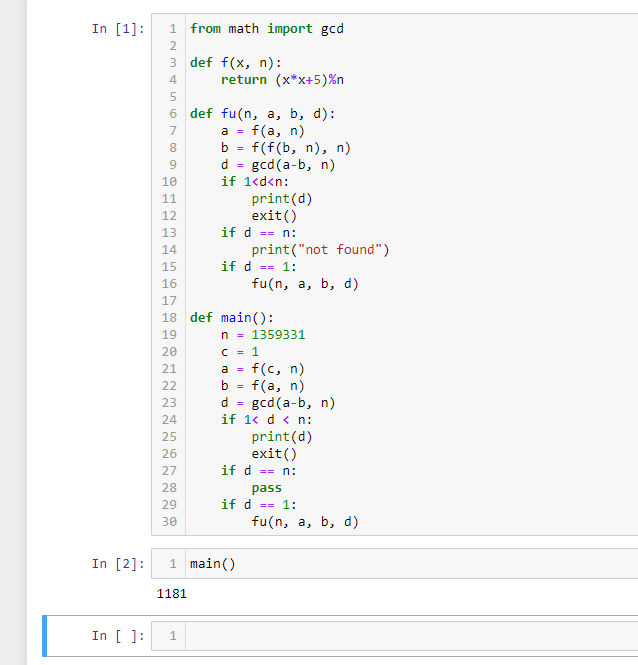 In [1]:
1 from math import gcd
2
3 def f(x, n):
4     return (x*x+5)%n
5
6 def fu(n, a, b, d):
7     a = f(a, n)
8     b = f(f(b, n), n)
9     d = gcd(a-b, n)
10     if 1<d<n:
11         print(d)
12         exit()
13     if d == n:
14         print("not found")
15     if d == 1:
16         fu(n, a, b, d)
17
18 def main():
19     n = 1359331
20     c = 1
21     a = f(c, n)
22     b = f(a, n)
23     d = gcd(a-b, n)
24     if 1< d < n:
25         print(d)
26         exit()
27     if d == n:
28         pass
29     if d == 1:
30         fu(n, a, b, d)
In [2]: 1 main()
1181
In [ ]: 1